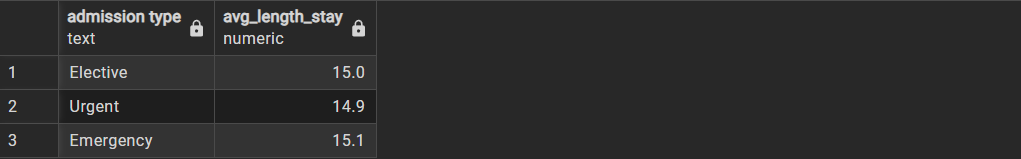 admission type avg_length_stay
text numeric
1 Elective 15.0
2 Urgent 14.9
3 Emergency 15.1